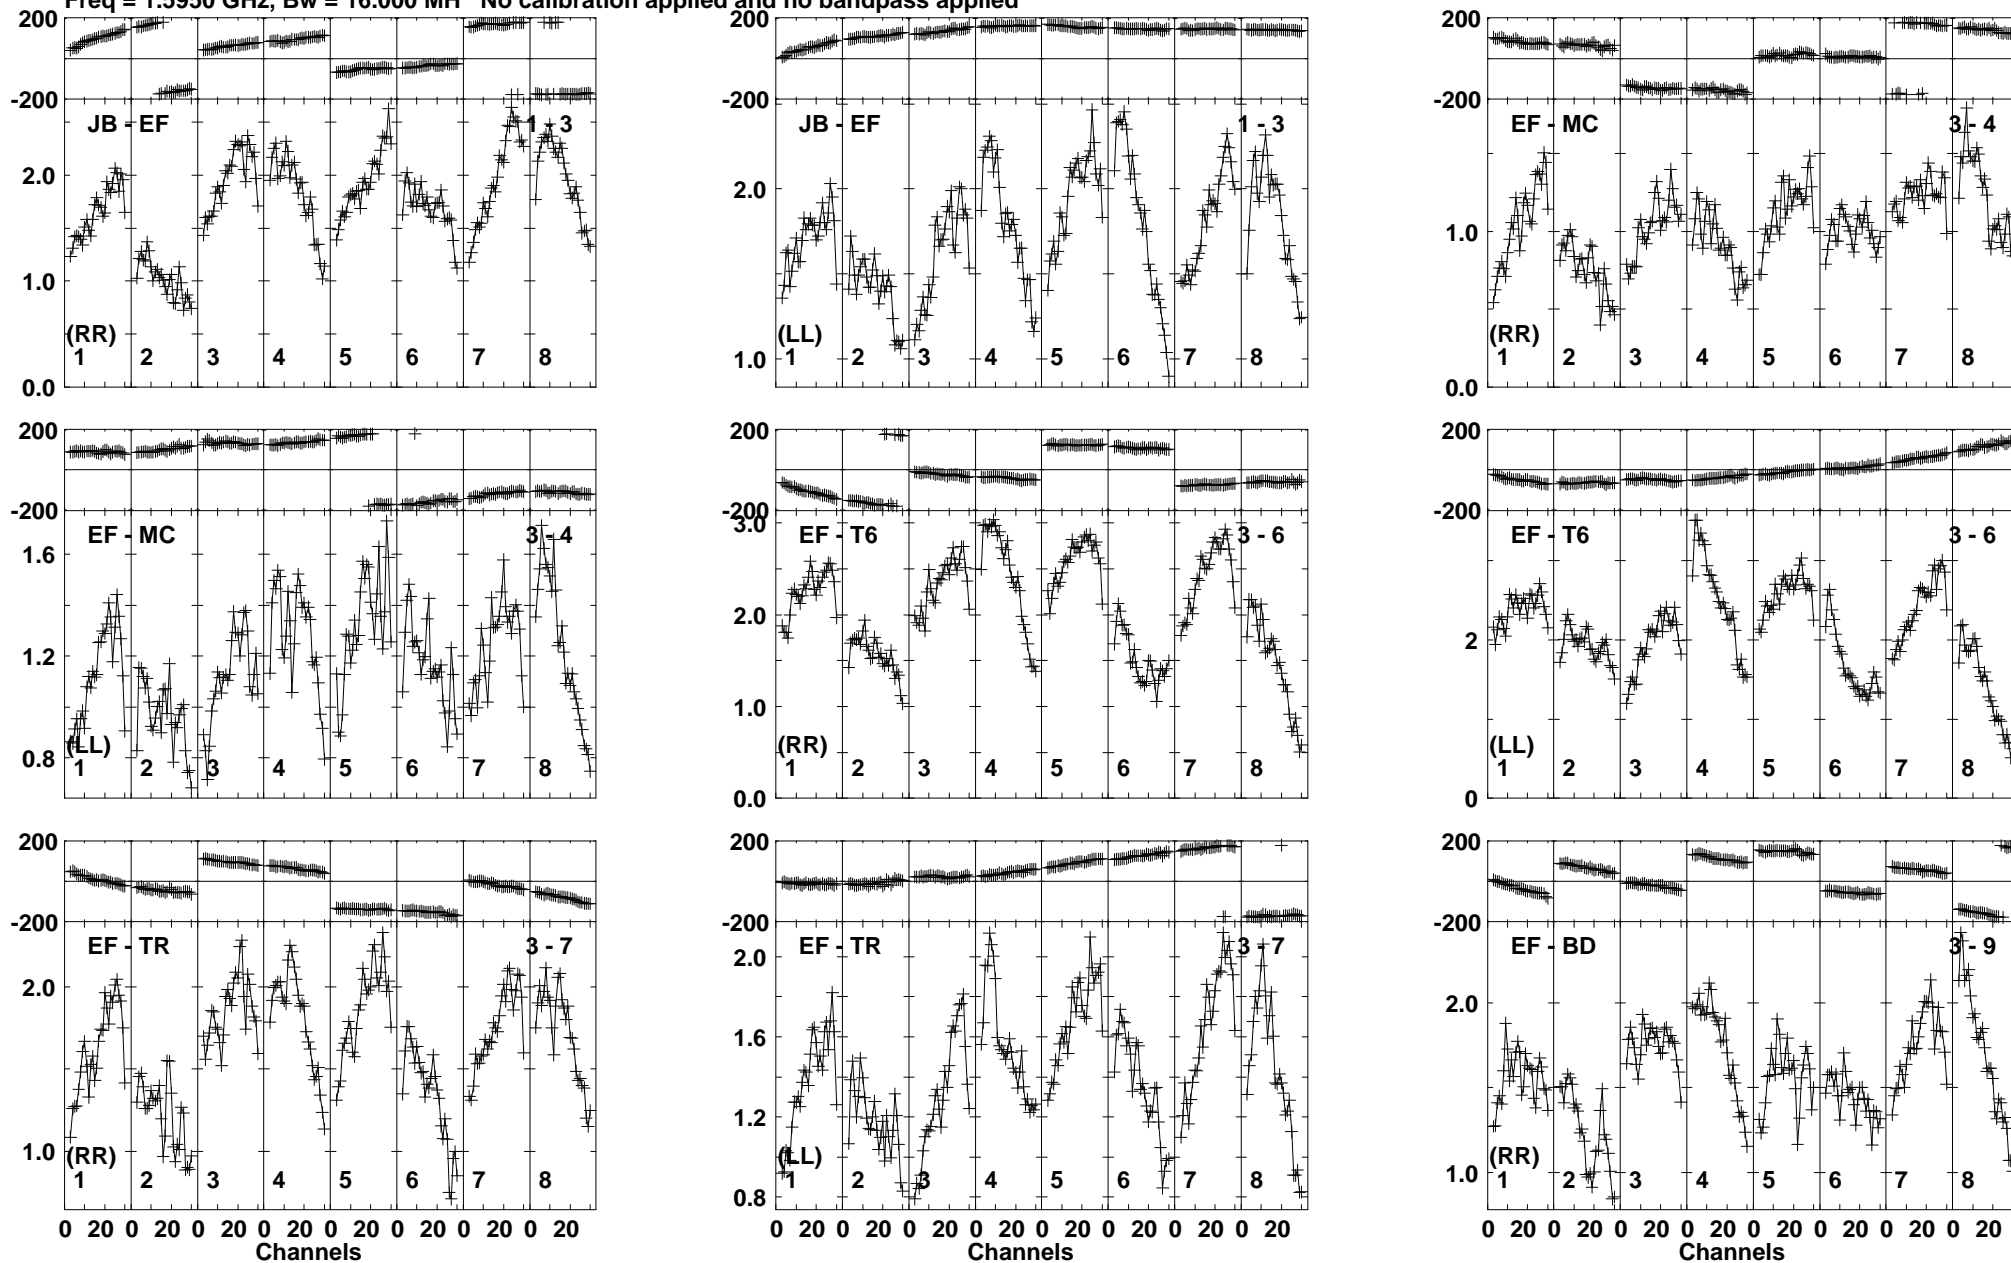 Freq = 1.5950 GHz, Bw = 16.000 MH No calibration applied and no bandpass applied
200 200 200
-200 -200 -200
JB - EF 1 - 3 JB - EF 1 - 3 EF - MC 3 - 4
2.0 2.0
1.0
1.0
(RR) (LL) (RR)
1 2 3 4 5 6 7 8 1 2 3 4 5 6 7 8 1 2 3 4 5 6 7 8
1.0
0.0 0.0
200 200 200
-200 -200 -200
3.0
EF - MC 3 - 4 EF - T6 3 - 6 EF - T6 3 - 6
1.6
2.0
1.2 2
1.0
(LL) (RR) (LL)
0.8
1 2 3 4 5 6 7 8 1 2 3 4 5 6 7 8 1 2 3 4 5 6 7 8
0.0 0
200 200 200
-200 -200 -200
EF - TR 3 - 7 EF - TR 3 - 7 EF - BD 3 - 9
2.0 2.0 2.0
1.6
1.2
1.0 (RR) (LL) 1.0 (RR)
1 2 3 4 5 6 7 8 0.8 1 2 3 4 5 6 7 8 1 2 3 4 5 6 7 8
0 20 0 20 0 20 0 20 0 20 0 20 0 20 0 20 0 20 0 20 0 20 0 20 0 20 0 20 0 20 0 20 0 20 0 20 0 20 0 20 0 20 0 20 0 20 0 20
Channels Channels Channels